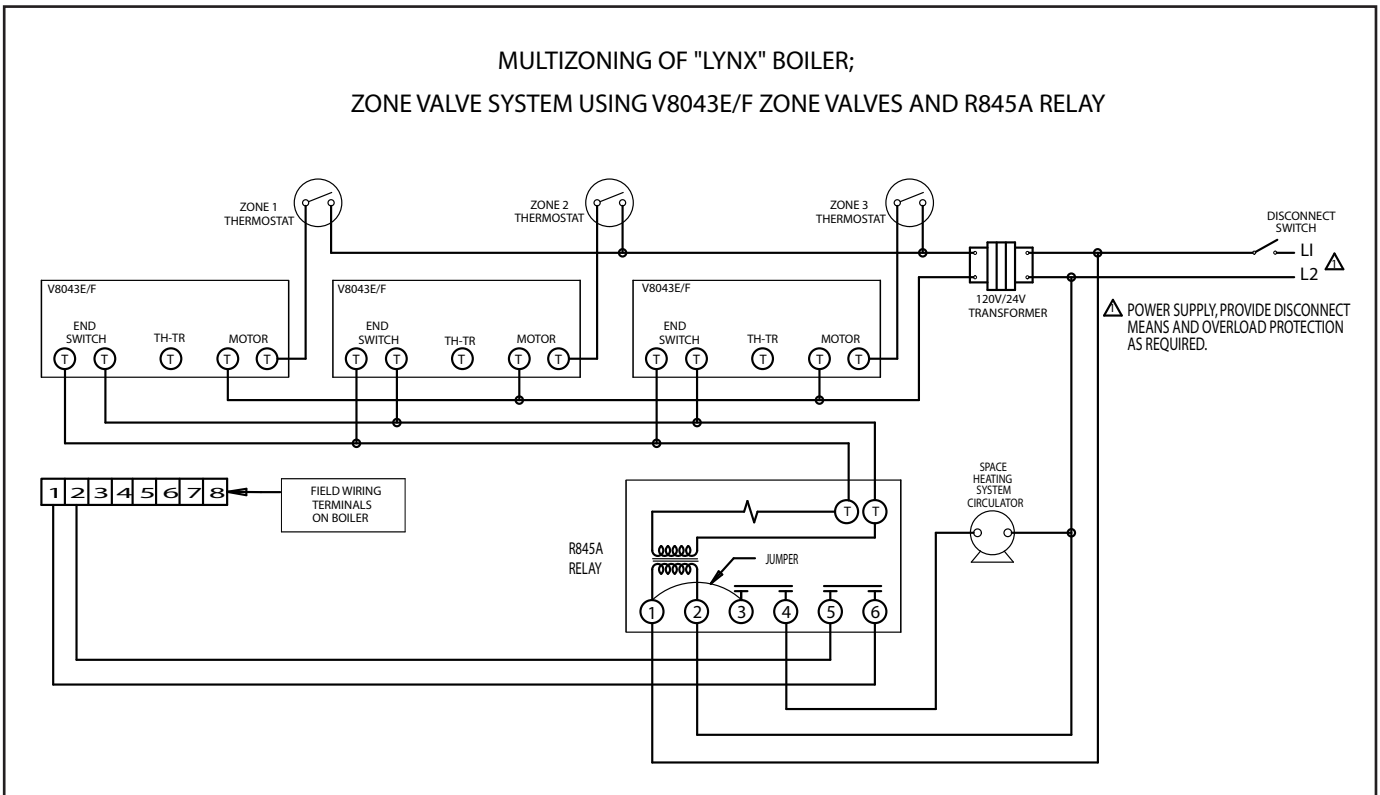 MULTIZONING OF "LYNX" BOILER;
ZONE VALVE SYSTEM USING V8043E/F ZONE VALVES AND R845A RELAY
ZONE 1
THERMOSTAT
ZONE 2
THERMOSTAT
ZONE 3
THERMOSTAT
DISCONNECT
SWITCH
LI
L2
1
120V/24V
TRANSFORMER
1 POWER SUPPLY, PROVIDE DISCONNECT
MEANS AND OVERLOAD PROTECTION
AS REQUIRED.
V8043E/F
END
SWITCH
TH-TR
MOTOR
T T T T T
V8043E/F
END
SWITCH
TH-TR
MOTOR
T T T T T
V8043E/F
END
SWITCH
TH-TR
MOTOR
T T T T T
1 2 3 4 5 6 7 8
FIELD WIRING
TERMINALS
ON BOILER
SPACE
HEATING
SYSTEM
CIRCULATOR
R845A
RELAY
T T
JUMPER
1 2 3 4 5 6